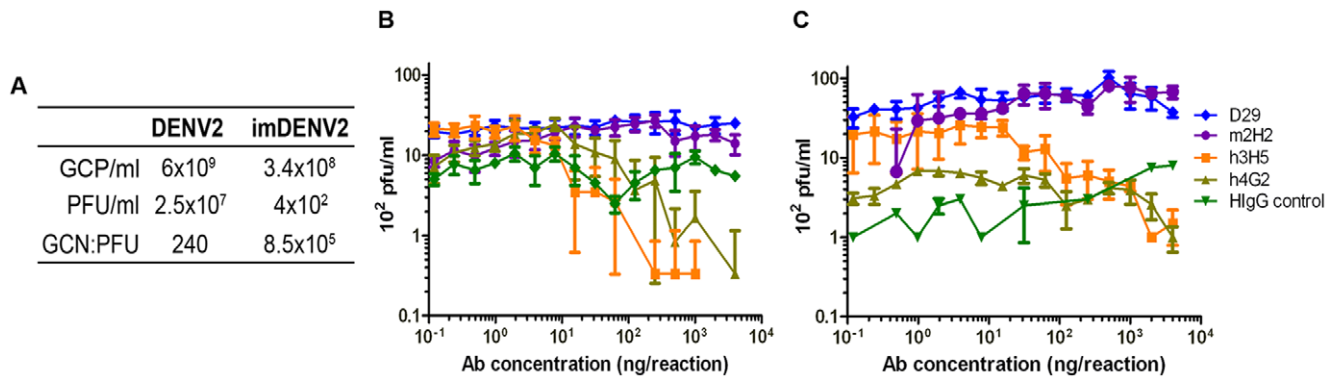 A
DENV2 imDENV2
GCP/ml 6x10⁹ 3.4x10⁸
PFU/ml 2.5x10⁷ 4x10²
GCN:PFU 240 8.5x10⁵
B
10² pfu/ml
100
10
1
0.1
10⁻¹ 10⁰ 10¹ 10² 10³ 10⁴
Ab concentration (ng/reaction)
C
10² pfu/ml
100
10
1
0.1
10⁻¹ 10⁰ 10¹ 10² 10³ 10⁴
Ab concentration (ng/reaction)
D29
m2H2
h3H5
h4G2
HIgG control